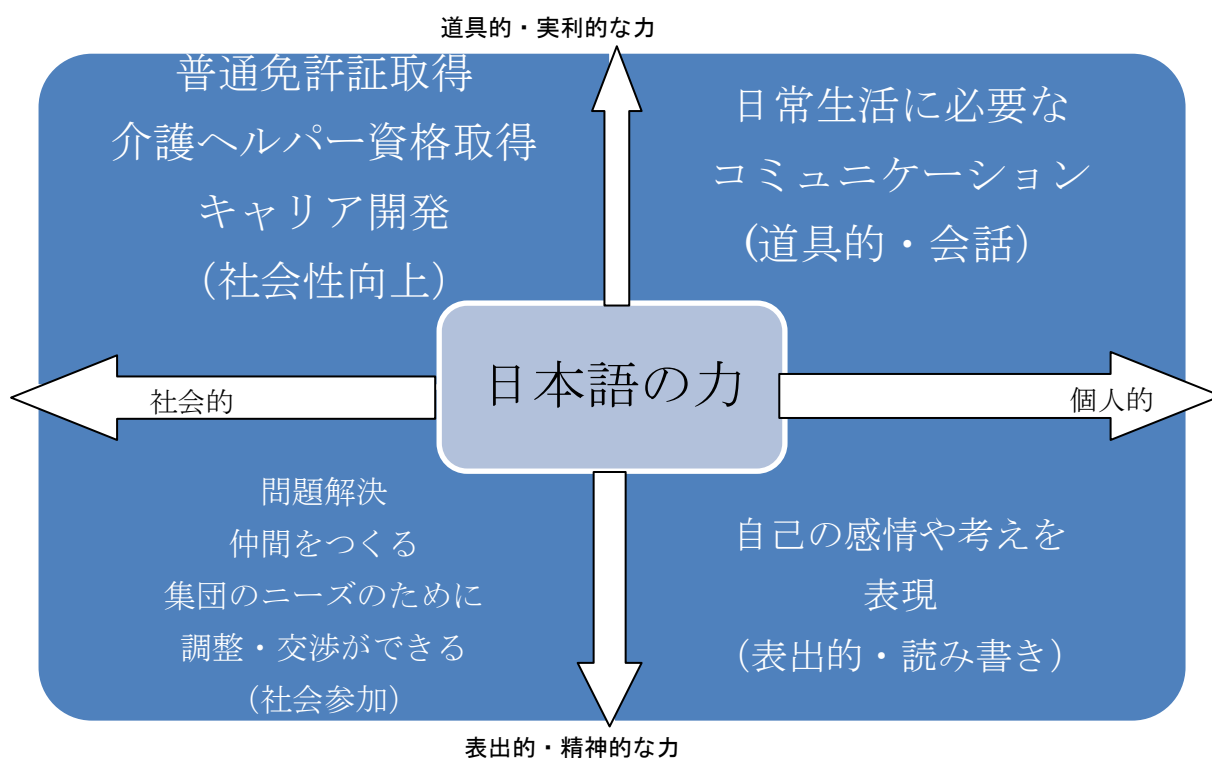 道具的・実利的な力
普通免許証取得
介護ヘルパー資格取得
キャリア開発
（社会性向上）
日常生活に必要な
コミュニケーション
(道具的・会話）
日本語の力
社会的
個人的
問題解決
仲間をつくる
集団のニーズのために
調整・交渉ができる
（社会参加）
自己の感情や考えを
表現
（表出的・読み書き）
表出的・精神的な力